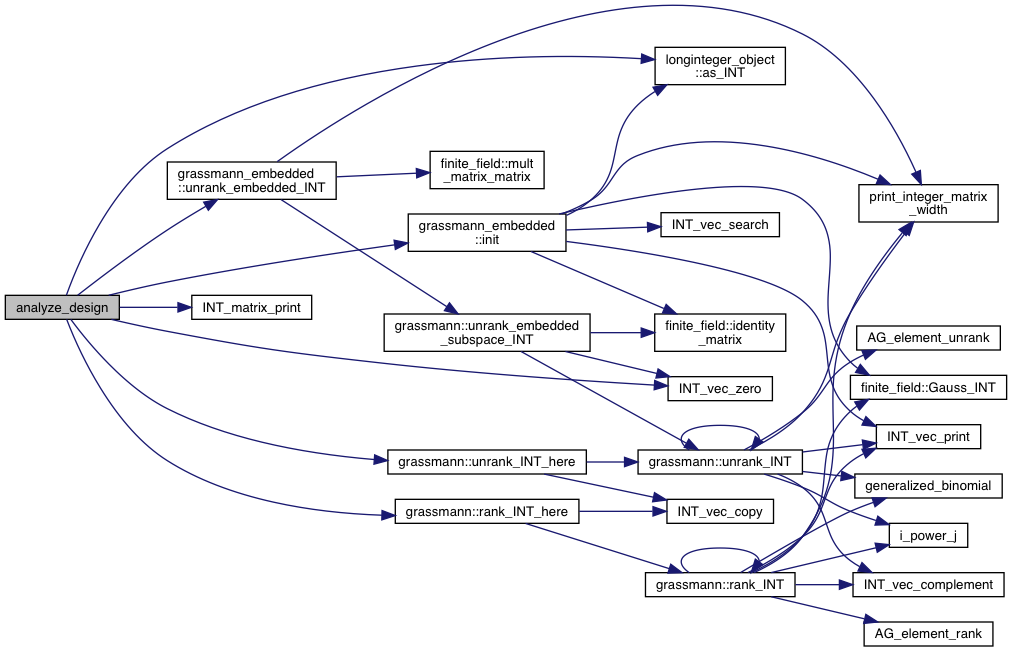 analyze_design
grassmann_embedded
::unrank_embedded_INT
INT_matrix_print
finite_field::mult
_matrix_matrix
grassmann_embedded
::init
grassmann::unrank_embedded
_subspace_INT
grassmann::unrank_INT_here
grassmann::rank_INT_here
longinteger_object
::as_INT
INT_vec_search
finite_field::identity
_matrix
INT_vec_zero
grassmann::unrank_INT
INT_vec_copy
grassmann::rank_INT
print_integer_matrix
_width
AG_element_unrank
finite_field::Gauss_INT
INT_vec_print
generalized_binomial
i_power_j
INT_vec_complement
AG_element_rank